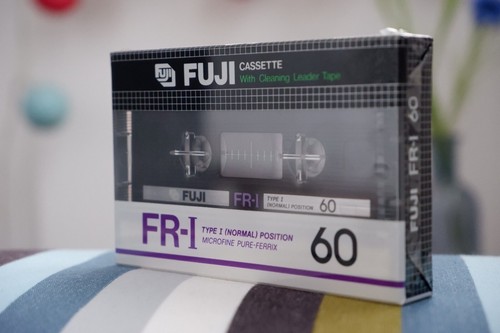 FUJI
FUJI CASSETTE
With Cleaning Leader Tape
FUJI FR-I TYPE I (NORMAL) POSITION 60
FR-I TYPE I (NORMAL) POSITION
MICROFINE PURE-FERRIX
60
FUJI FR-I 60